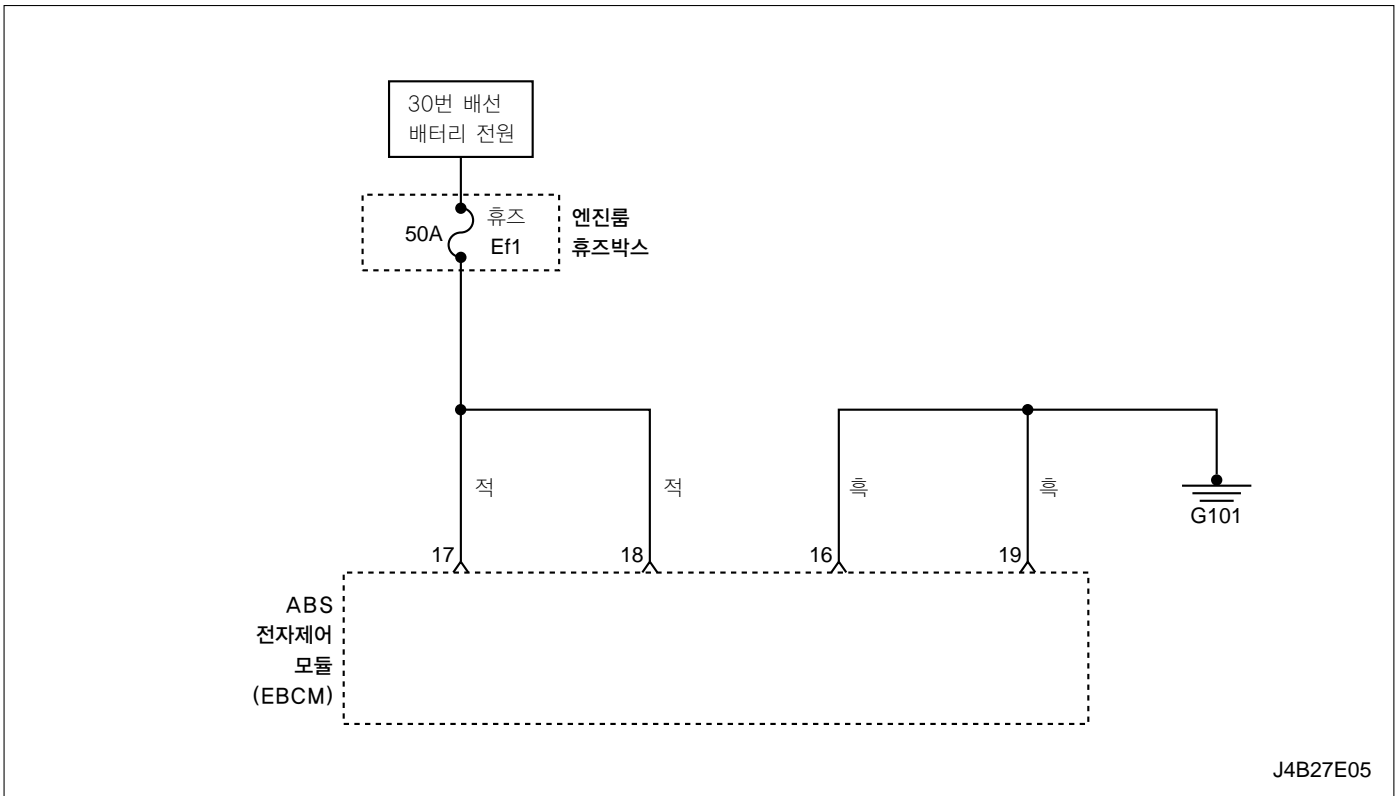 30번 배선
배터리 전원
50A
휴즈
Ef1
엔진룸
휴즈박스
적
적
흑
흑
G101
17
18
16
19
ABS
전자제어
모듈
(EBCM)
J4B27E05